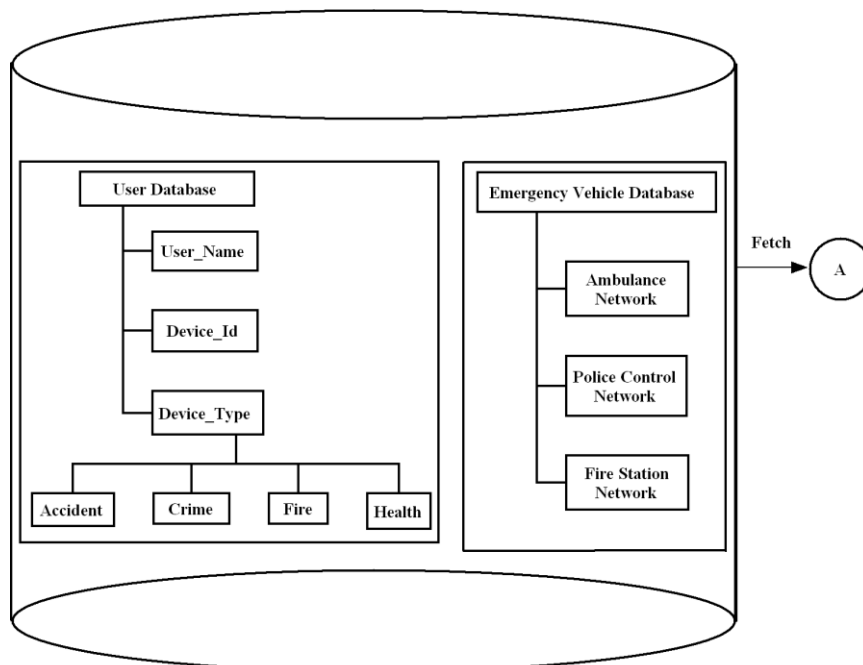 User Database
User_Name
Device_Id
Device_Type
Accident
Crime
Fire
Health
Emergency Vehicle Database
Ambulance
Network
Police Control
Network
Fire Station
Network
Fetch
A